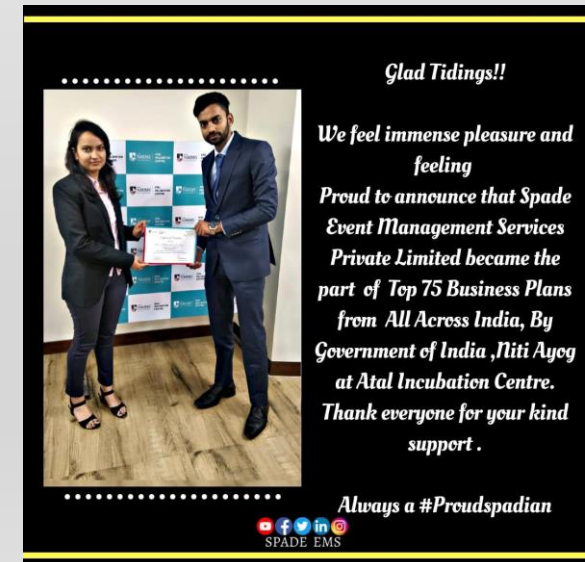 Glad Tidings!!
We feel immense pleasure and
feeling
Proud to announce that Spade
Event Management Services
Private Limited became the
part of Top 75 Business Plans
from All Across India, By
Government of India ,Niti Ayog
at Atal Incubation Centre.
Thank everyone for your kind
support .
Always a #Proudspadian
SPADE EMS